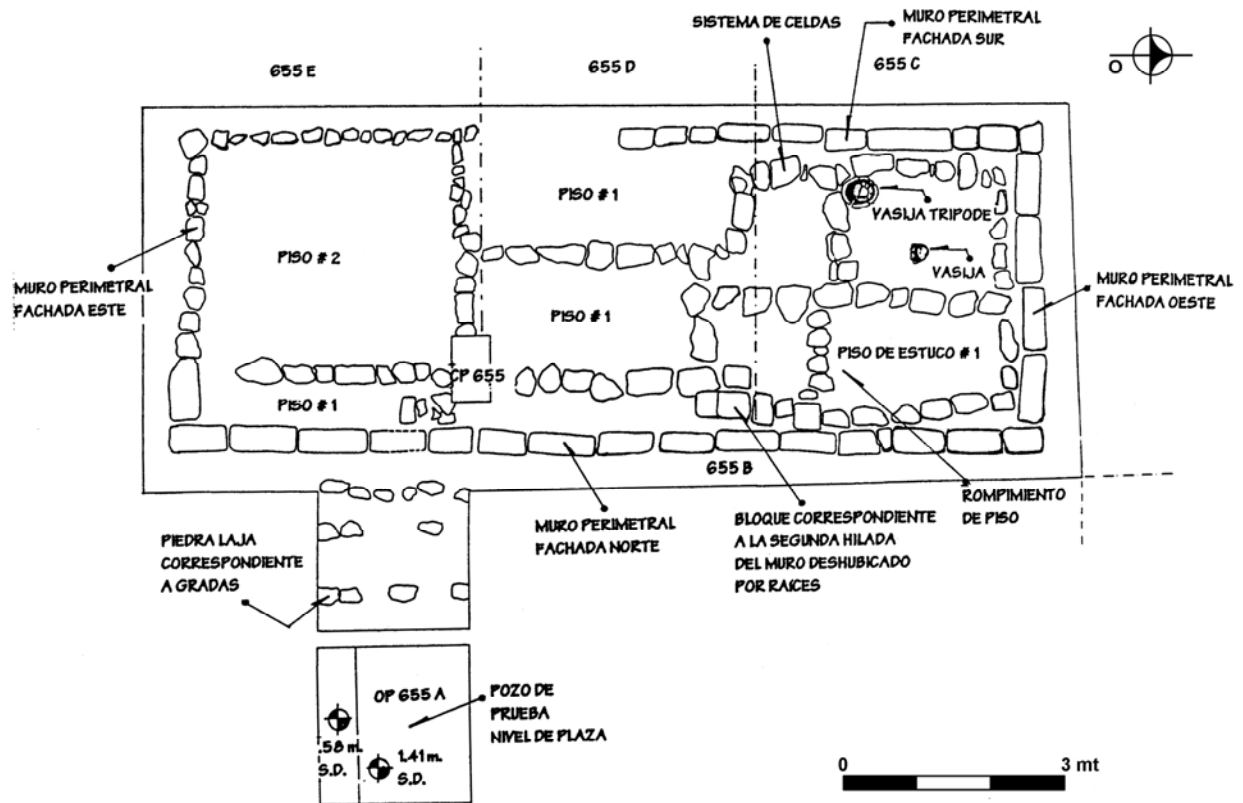 SISTEMA DE CELDAS
MURO PERIMETRAL
FACHADA SUR
O
655 E
655 D
655 C
PISO #1
VASIJA TRIPODE
PISO #2
VASIJA
MURO PERIMETRAL
FACHADA ESTE
MURO PERIMETRAL
FACHADA OESTE
PISO #1
PISO DE ESTUCO #1
CP 655
PISO #1
655 B
ROMPIMIENTO
DE PISO
PIEDRA LAJA
CORRESPONDIENTE
A GRADAS
MURO PERIMETRAL
FACHADA NORTE
BLOQUE CORRESPONDIENTE
A LA SEGUNDA HILADA
DEL MURO DESHUBICADO
POR RAÍCES
OP 655 A
POZO DE
PRUEBA
NIVEL DE PLAZA
.58 m.
S.D.
1.41 m.
S.D.
0 3 mt